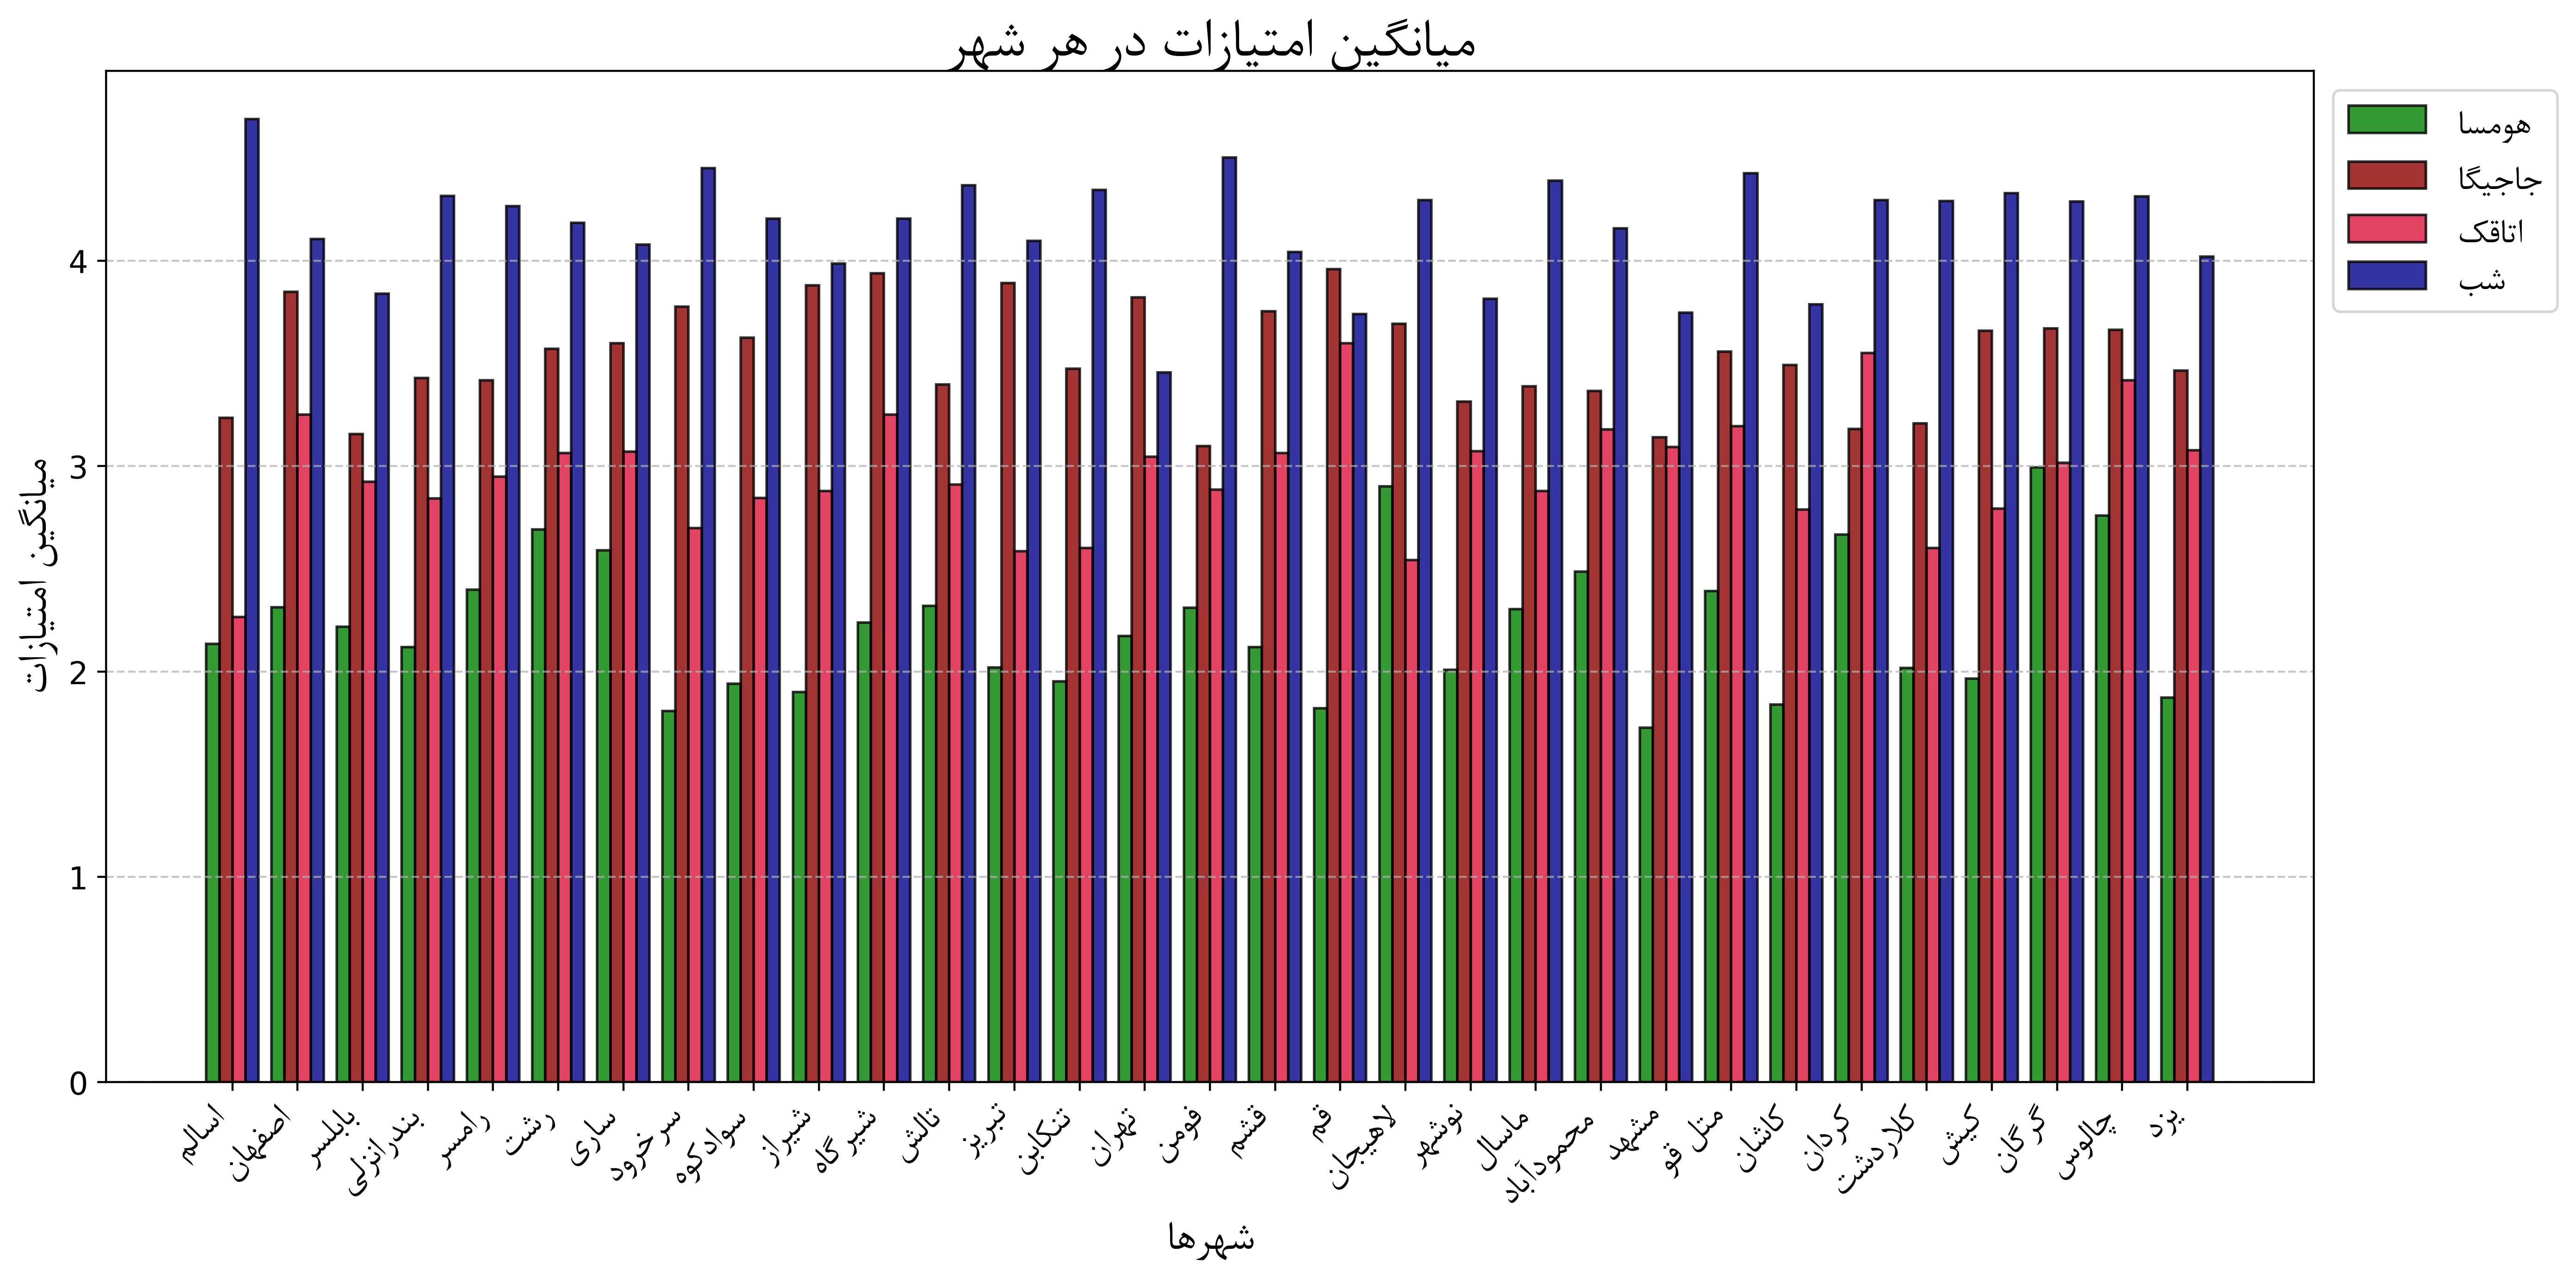 میانگین امتیازات در هر شهر
هومسا
جاجیگا
اتاقک
شب
میانگین امتیازات
4
3
2
1
0
اسالم
اصفهان
بابلسر
بندرانزلی
رامسر
رشت
ساری
سرخرود
سوادکوه
شیراز
شیرگاه
تالش
تبریز
تنکابن
تهران
فومن
قشم
قم
لاهیجان
نوشهر
ماسال
محمودآباد
مشهد
متل قو
کاشان
کردان
کلاردشت
کیش
گرگان
چالوس
یزد
شهرها